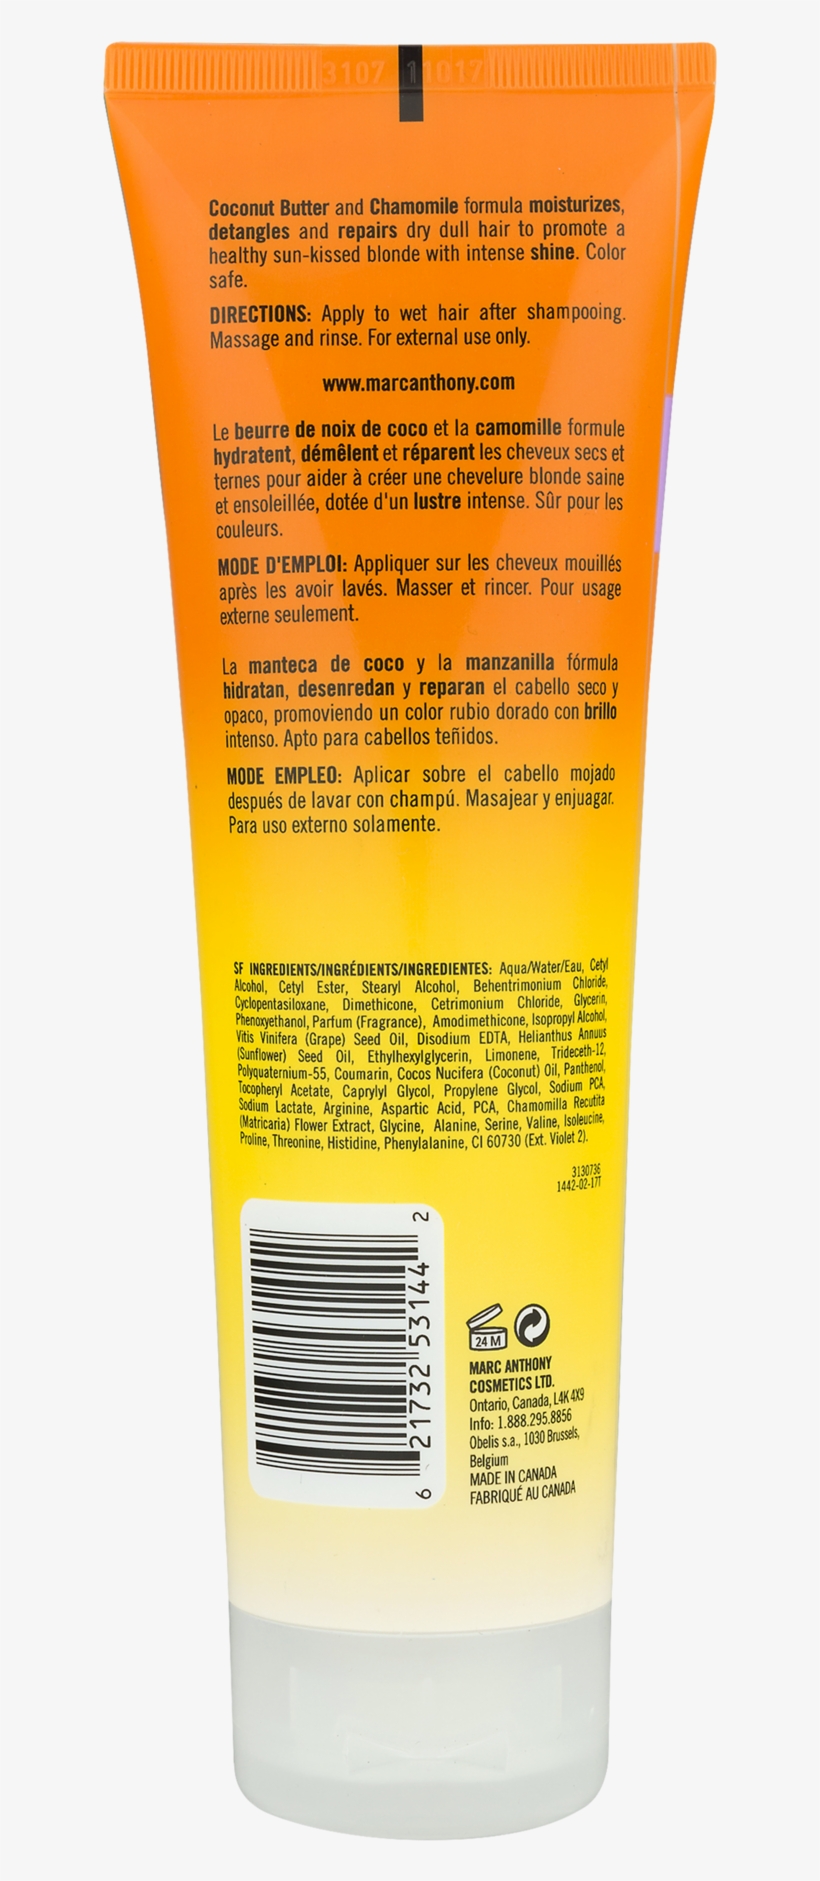 3107 11017
Coconut Butter and Chamomile formula moisturizes,
detangles and repairs dry dull hair to promote a
healthy sun-kissed blonde with intense shine. Color
safe.
DIRECTIONS: Apply to wet hair after shampooing.
Massage and rinse. For external use only.
www.marcanthony.com
Le beurre de noix de coco et la camomille formule
hydratent, démêlent et réparent les cheveux secs et
ternes pour aider à créer une chevelure blonde saine
et ensoleillée, dotée d'un lustre intense. Sûr pour les
couleurs.
MODE D'EMPLOI: Appliquer sur les cheveux mouillés
après les avoir lavés. Masser et rincer. Pour usage
externe seulement.
La manteca de coco y la manzanilla fórmula
hidratan, desenredan y reparan el cabello seco y
opaco, promoviendo un color rubio dorado con brillo
intenso. Apto para cabellos teñidos.
MODE EMPLEO: Aplicar sobre el cabello mojado
después de lavar con champú. Masajear y enjuagar.
Para uso externo solamente.
SF INGREDIENTS/INGRÉDIENTS/INGREDIENTES: Aqua/Water/Eau, Cetyl
Alcohol, Cetyl Ester, Stearyl Alcohol, Behentrimonium Chloride,
Cyclopentasiloxane, Dimethicone, Cetrimonium Chloride, Glycerin,
Phenoxyethanol, Parfum (Fragrance), Amodimethicone, Isopropyl Alcohol,
Vitis Vinifera (Grape) Seed Oil, Disodium EDTA, Helianthus Annuus
(Sunflower) Seed Oil, Ethylhexylglycerin, Limonene, Trideceth-12,
Polyquaternium-55, Coumarin, Cocos Nucifera (Coconut) Oil, Panthenol,
Tocopheryl Acetate, Caprylyl Glycol, Propylene Glycol, Sodium PCA,
Sodium Lactate, Arginine, Aspartic Acid, PCA, Chamomilla Recutita
(Matricaria) Flower Extract, Glycine, Alanine, Serine, Valine, Isoleucine,
Proline, Threonine, Histidine, Phenylalanine, CI 60730 (Ext. Violet 2).
3130736
1442-02-17T
6 21732 53144 2
24 M
MARC ANTHONY
COSMETICS LTD.
Ontario, Canada, L4K 4X9
Info: 1.888.295.8856
Obelis s.a., 1030 Brussels,
Belgium
MADE IN CANADA
FABRIQUÉ AU CANADA